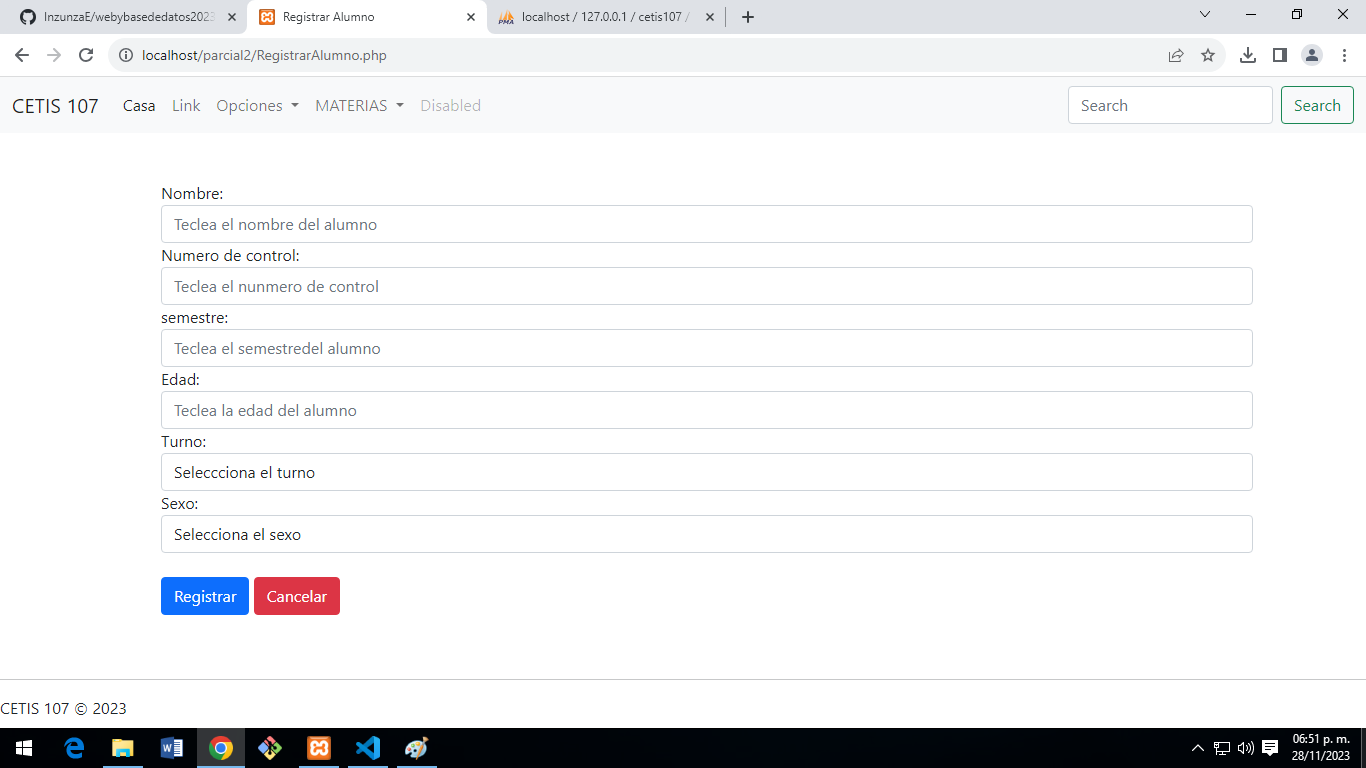 InzunzaE/webybasededatos2023
Registrar Alumno
localhost / 127.0.0.1 / cetis107 /
localhost/parcial2/RegistrarAlumno.php
CETIS 107 Casa Link Opciones MATERIAS Disabled Search Search
Nombre:
Teclea el nombre del alumno
Numero de control:
Teclea el nunmero de control
semestre:
Teclea el semestredel alumno
Edad:
Teclea la edad del alumno
Turno:
Seleccciona el turno
Sexo:
Selecciona el sexo
Registrar Cancelar
CETIS 107 © 2023
06:51 p. m.
28/11/2023